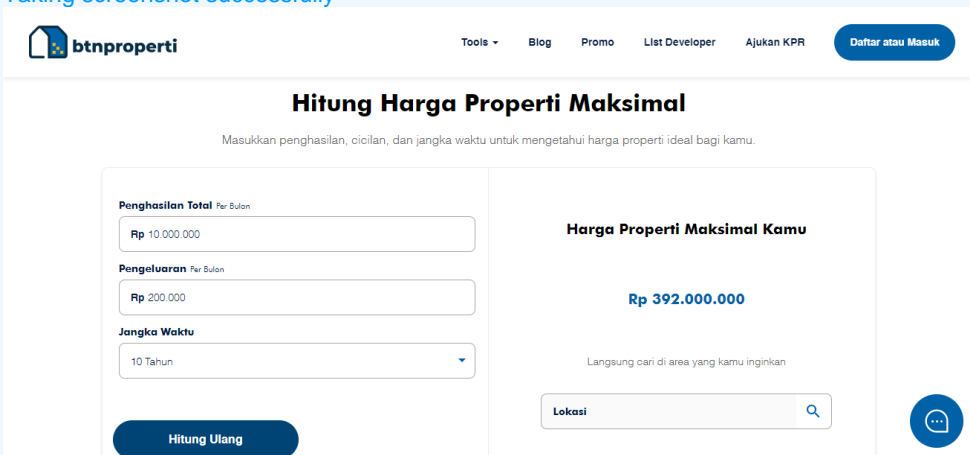 Taking screenshot successfully
btnproperti
Tools
Blog
Promo
List Developer
Ajukan KPR
Daftar atau Masuk
Hitung Harga Properti Maksimal
Masukkan penghasilan, cicilan, dan jangka waktu untuk mengetahui harga properti ideal bagi kamu.
Penghasilan Total Per Bulan
Rp 10.000.000
Pengeluaran Per Bulan
Rp 200.000
Jangka Waktu
10 Tahun
Hitung Ulang
Harga Properti Maksimal Kamu
Rp 392.000.000
Langsung cari di area yang kamu inginkan
Lokasi